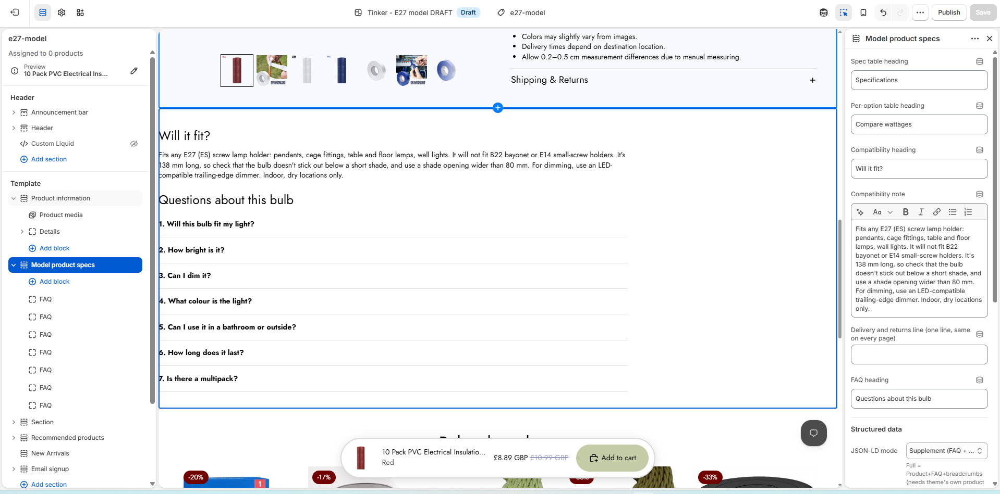 Tinker - E27 model DRAFT
Draft
e27-model
Publish
Save
e27-model
Assigned to 0 products
Preview
10 Pack PVC Electrical Ins...
Header
Announcement bar
Header
Custom Liquid
Add section
Template
Product information
Product media
Details
Add block
Model product specs
Add block
FAQ
FAQ
FAQ
FAQ
FAQ
FAQ
FAQ
Section
Recommended products
New Arrivals
Email signup
Add section
Colors may slightly vary from images.
Delivery times depend on destination location.
Allow 0.2–0.5 cm measurement differences due to manual measuring.
Shipping & Returns
Will it fit?
Fits any E27 (ES) screw lamp holder: pendants, cage fittings, table and floor lamps, wall lights. It will not fit B22 bayonet or E14 small-screw holders. It's
138 mm long, so check that the bulb doesn't stick out below a short shade, and use a shade opening wider than 80 mm. For dimming, use an LED-
compatible trailing-edge dimmer. Indoor, dry locations only.
Questions about this bulb
1. Will this bulb fit my light?
2. How bright is it?
3. Can I dim it?
4. What colour is the light?
5. Can I use it in a bathroom or outside?
6. How long does it last?
7. Is there a multipack?
10 Pack PVC Electrical Insulatio...
Red
£8.89 GBP £10.99 GBP
Add to cart
-20%
-17%
-33%
1
Model product specs
Spec table heading
Specifications
Per-option table heading
Compare wattages
Compatibility heading
Will it fit?
Compatibility note
Aa
B
I
Fits any E27 (ES) screw lamp holder:
pendants, cage fittings, table and floor
lamps, wall lights. It will not fit B22
bayonet or E14 small-screw holders. It's
138 mm long, so check that the bulb
doesn't stick out below a short shade, and
use a shade opening wider than 80 mm.
For dimming, use an LED-compatible
trailing-edge dimmer. Indoor, dry locations
only.
Delivery and returns line (one line, same
on every page)
FAQ heading
Questions about this bulb
Structured data
JSON-LD mode
Supplement (FAQ + ...
Full =
Product+FAQ+breadcrumbs
(needs theme's own product